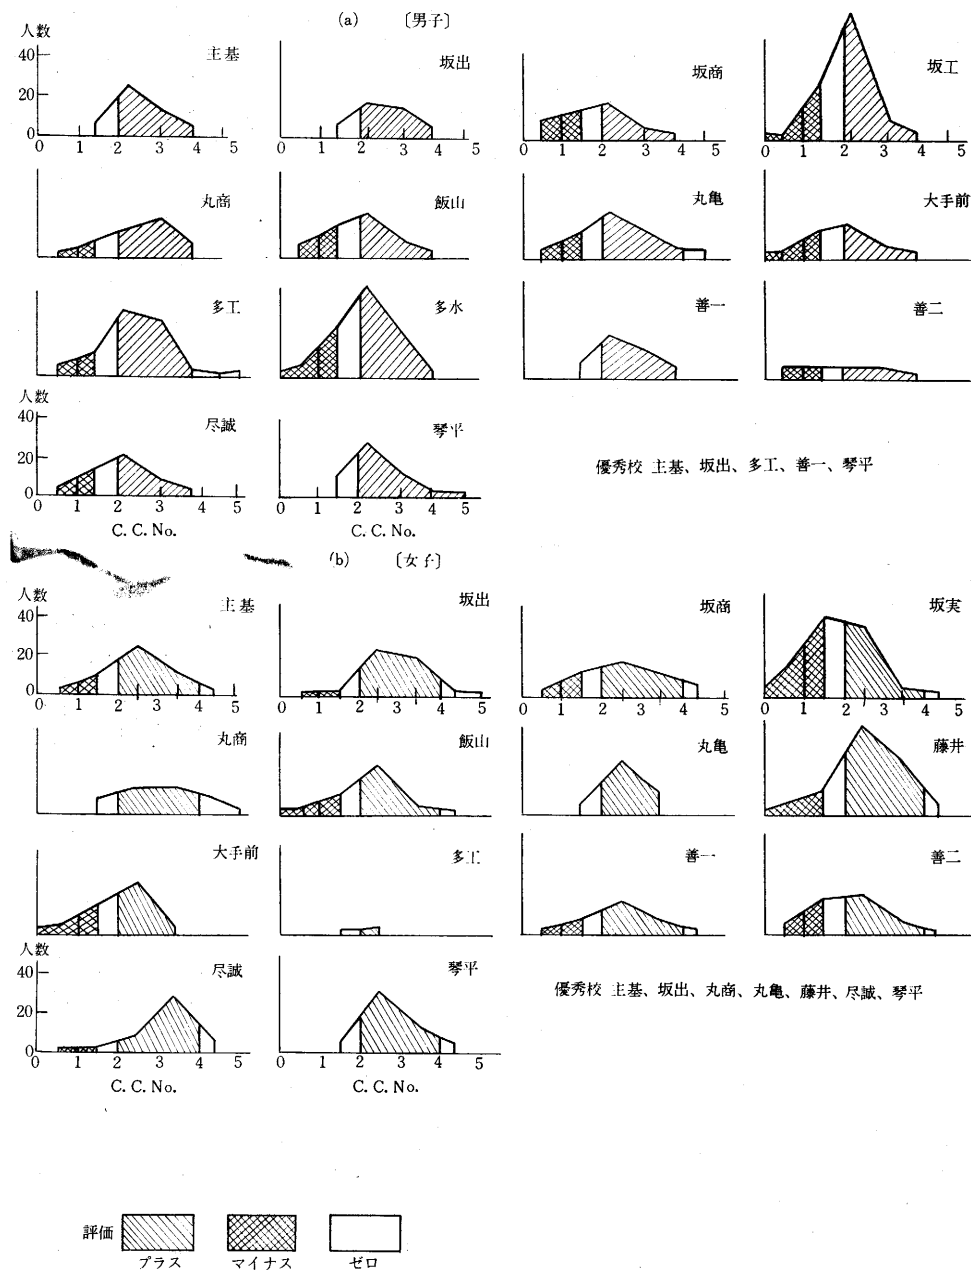 (a) 〔男子〕
人数
主基 坂出 坂商 坂工
40
20
0
0 1 2 3 4 5
0 1 2 3 4 5
0 1 2 3 4 5
0 1 2 3 4 5
丸商 飯山 丸亀 大手前
多工 多水 善一 善二
人数
尽誠 琴平
40
20
0
0 1 2 3 4 5
0 1 2 3 4 5
C. C. No. C. C. No.
優秀校 主基、坂出、多工、善一、琴平
(b) 〔女子〕
人数
主基 坂出 坂商 坂実
40
20
0
0 1 2 3 4 5
0 1 2 3 4 5
0 1 2 3 4 5
0 1 2 3 4 5
丸商 飯山 丸亀 藤井
大手前 多工 善一 善二
人数
尽誠 琴平
40
20
0
0 1 2 3 4 5
0 1 2 3 4 5
C. C. No. C. C. No.
優秀校 主基、坂出、丸商、丸亀、藤井、尽誠、琴平
評価
プラス マイナス ゼロ